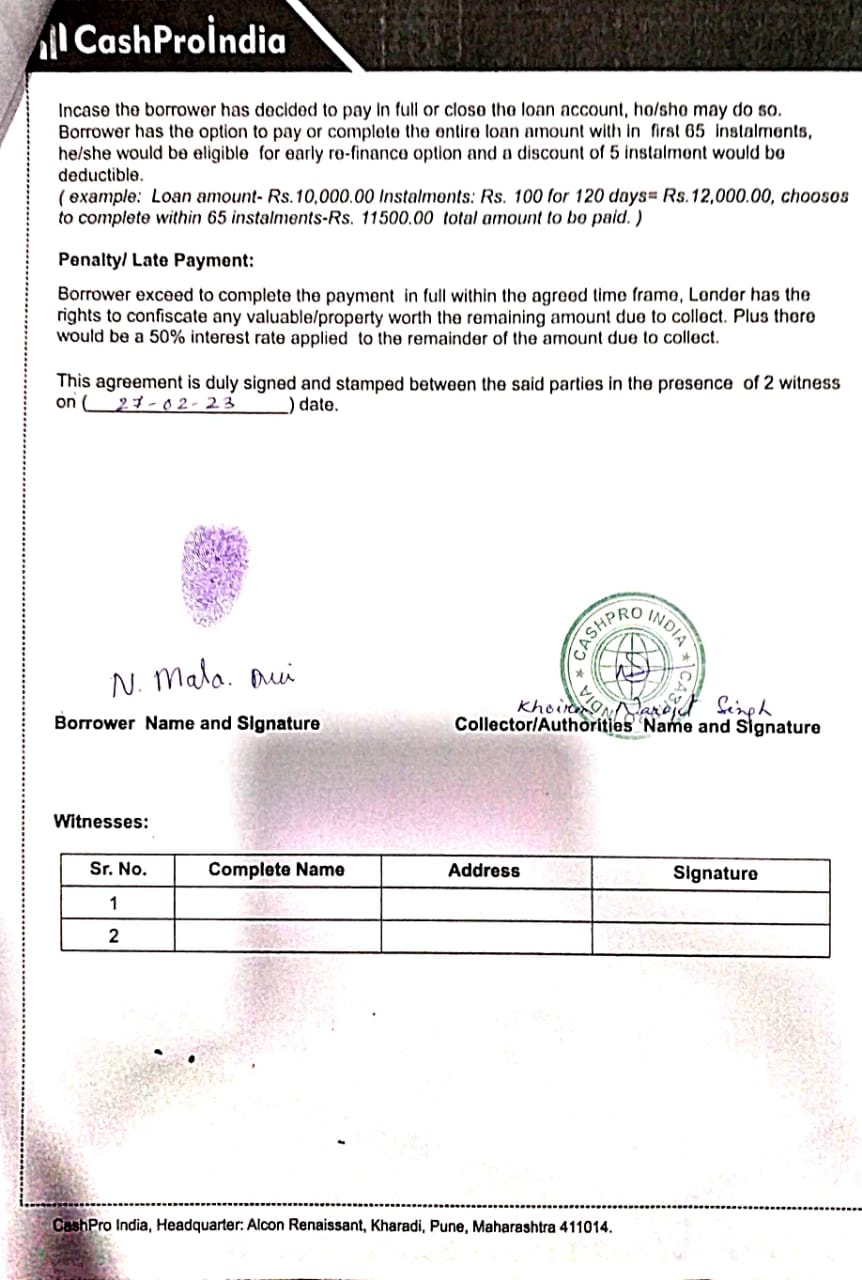 CashProİndia
Incase the borrower has decided to pay in full or close the loan account, he/she may do so.
Borrower has the option to pay or complete the entire loan amount with in first 65 instalments,
he/she would be eligible for early re-finance option and a discount of 5 instalment would be
deductible.
( example: Loan amount- Rs.10,000.00 Instalments: Rs. 100 for 120 days= Rs.12,000.00, chooses
to complete within 65 instalments-Rs. 11500.00 total amount to be paid. )
Penalty/ Late Payment:
Borrower exceed to complete the payment in full within the agreed time frame, Lender has the
rights to confiscate any valuable/property worth the remaining amount due to collect. Plus there
would be a 50% interest rate applied to the remainder of the amount due to collect.
This agreement is duly signed and stamped between the said parties in the presence of 2 witness
on ( 27-02-23 ) date.
CASHPRO INDIA
N. Mala.
Singh
Borrower Name and Signature
Collector/Authorities Name and Signature
Witnesses:
Sr. No. Complete Name Address Signature
1
2
CashPro India, Headquarter: Alcon Renaissant, Kharadi, Pune, Maharashtra 411014.